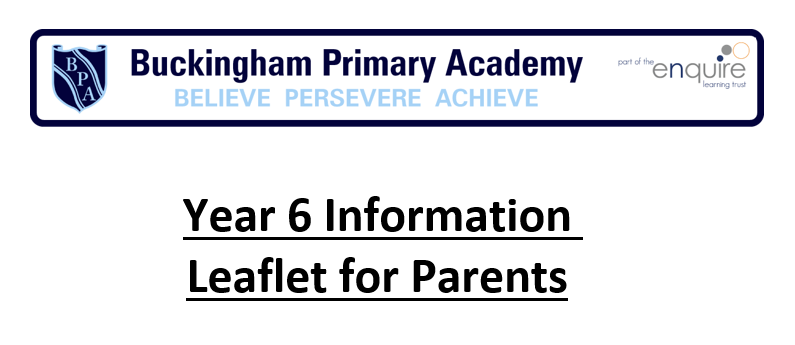 BPA
Buckingham Primary Academy
BELIEVE PERSEVERE ACHIEVE
part of the
enquire
learning trust
Year 6 Information
Leaflet for Parents